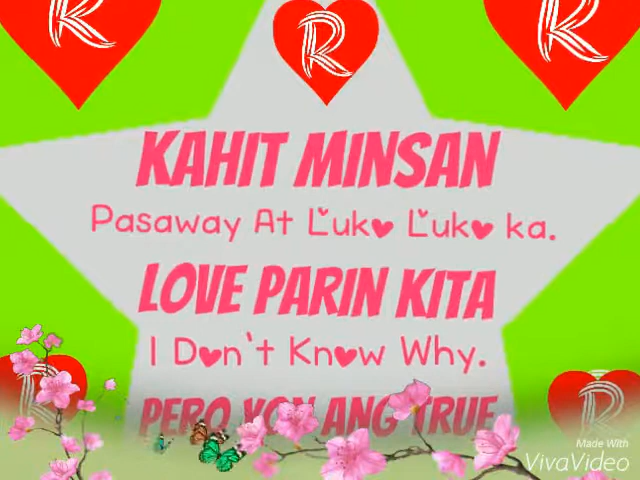 R
R
R
KAHIT MINSAN
Pasaway At Luko Luko ka.
LOVE PARIN KITA
I Don't Know Why.
PERO YON ANG TRUE
R
R
Made With
VivaVideo